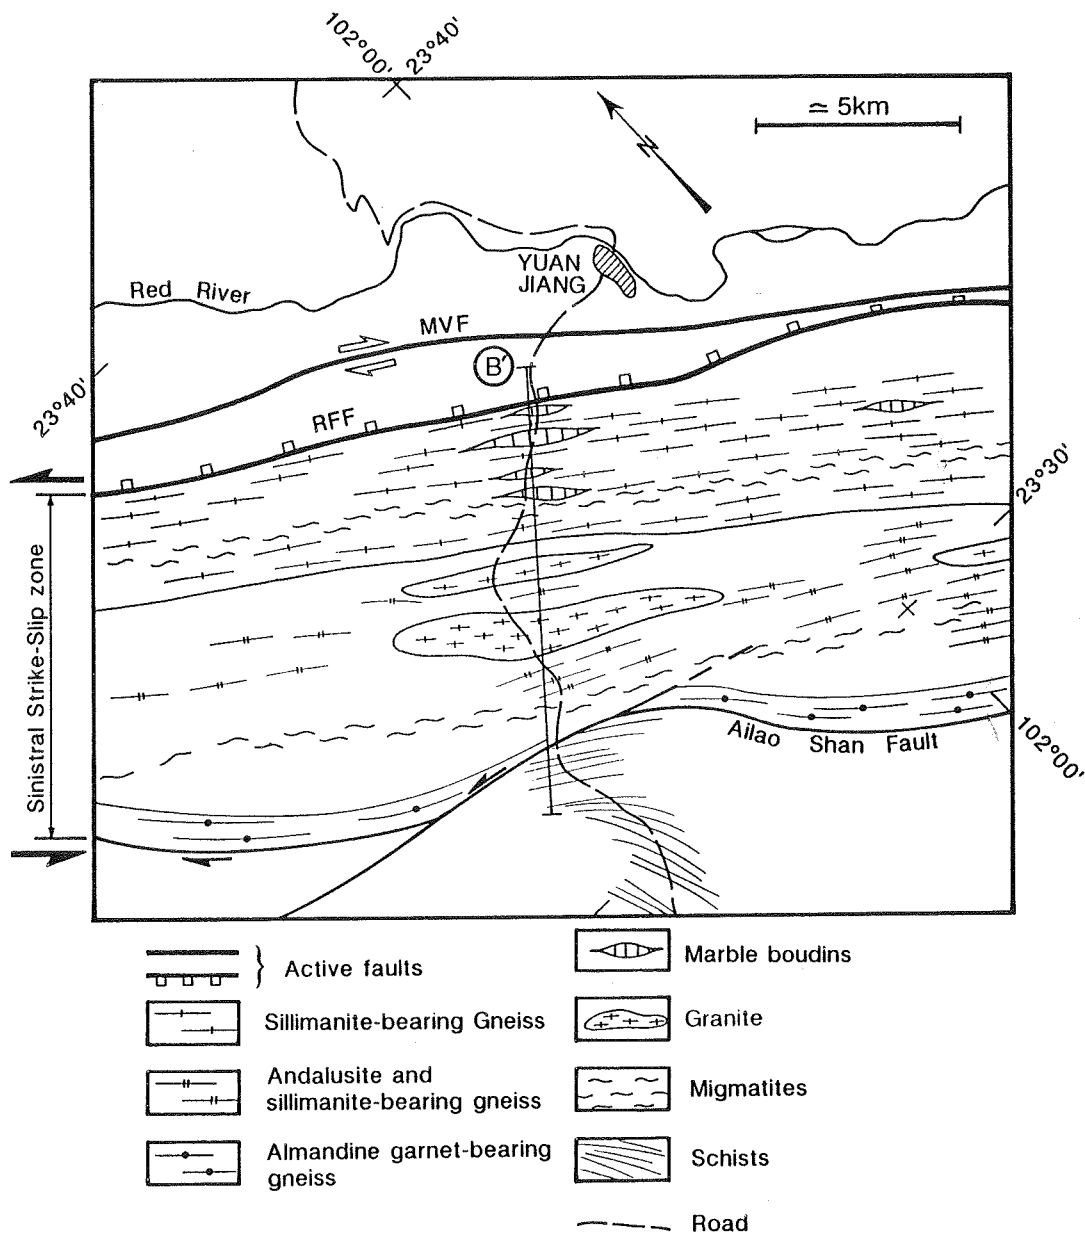 102°00'
23°40'
≃ 5km
N
YUAN
JIANG
Red River
MVF
B'
23°40'
RFF
23°30'
Sinistral Strike-Slip zone
Ailao Shan Fault
102°00'
Active faults
Marble boudins
Sillimanite-bearing Gneiss
Granite
Andalusite and
sillimanite-bearing gneiss
Migmatites
Almandine garnet-bearing
gneiss
Schists
Road